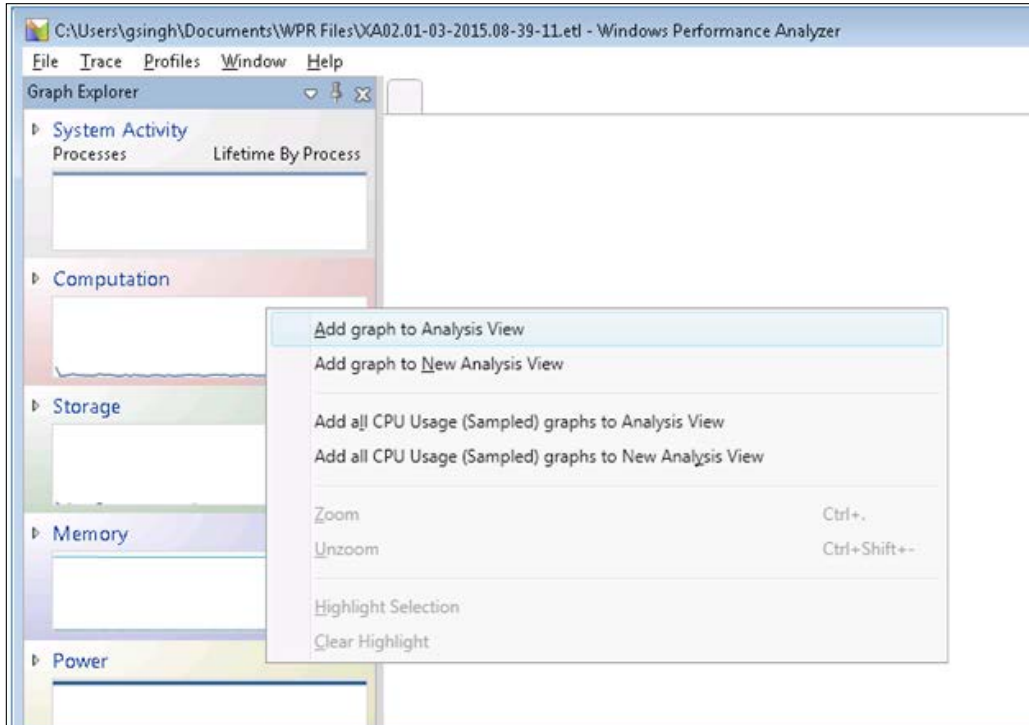 C:\Users\gsingh\Documents\WPR Files\XA02.01-03-2015.08-39-11.etl - Windows Performance Analyzer
File Trace Profiles Window Help
Graph Explorer
System Activity
Processes Lifetime By Process
Computation
Storage
Memory
Power
Add graph to Analysis View
Add graph to New Analysis View
Add all CPU Usage (Sampled) graphs to Analysis View
Add all CPU Usage (Sampled) graphs to New Analysis View
Zoom Ctrl+.
Unzoom Ctrl+Shift+-
Highlight Selection
Clear Highlight